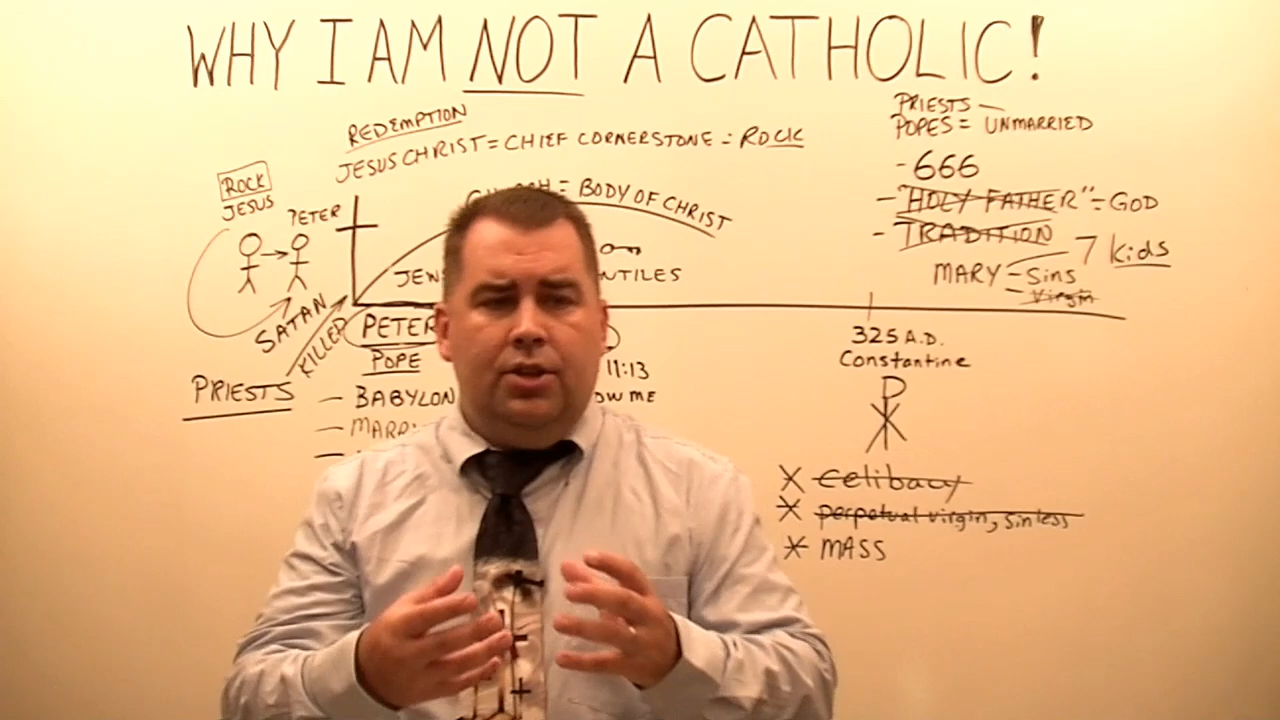 WHY I AM NOT A CATHOLIC!
REDEMPTION
JESUS CHRIST = CHIEF CORNERSTONE = ROCK
ROCK
JESUS
PETER
= BODY OF CHRIST
SATAN
KILLED
PRIESTS
PETER
POPE
- BABYLON
11:13
ME
PRIESTS -
POPES = UNMARRIED
- 666
- "HOLY FATHER" = GOD
- TRADITION
7 kids
MARY - Sins
- Virgin
325 A.D.
Constantine
X celibacy
X perpetual virgin, sinless
X MASS